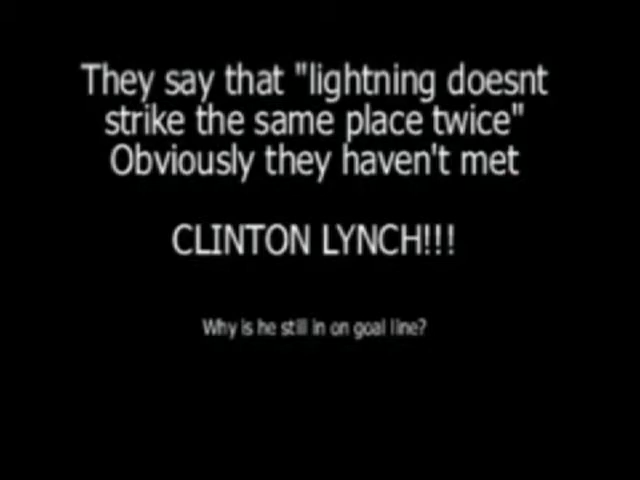 They say that "lightning doesnt
strike the same place twice"
Obviously they haven't met
CLINTON LYNCH!!!
Why is he still in on goal line?